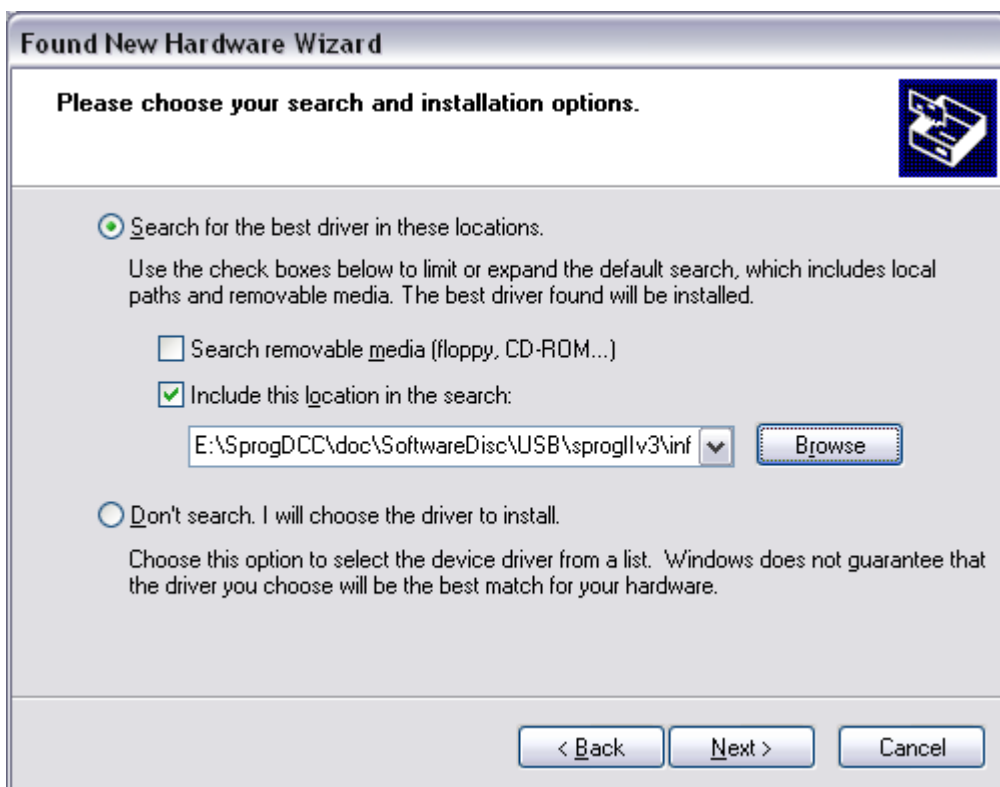 Found New Hardware Wizard
Please choose your search and installation options.
Search for the best driver in these locations.
Use the check boxes below to limit or expand the default search, which includes local
paths and removable media. The best driver found will be installed.
Search removable media (floppy, CD-ROM...)
Include this location in the search:
E:\SprogDCC\doc\SoftwareDisc\USB\sprogIIv3\inf
Browse
Don't search. I will choose the driver to install.
Choose this option to select the device driver from a list. Windows does not guarantee that
the driver you choose will be the best match for your hardware.
< Back Next > Cancel